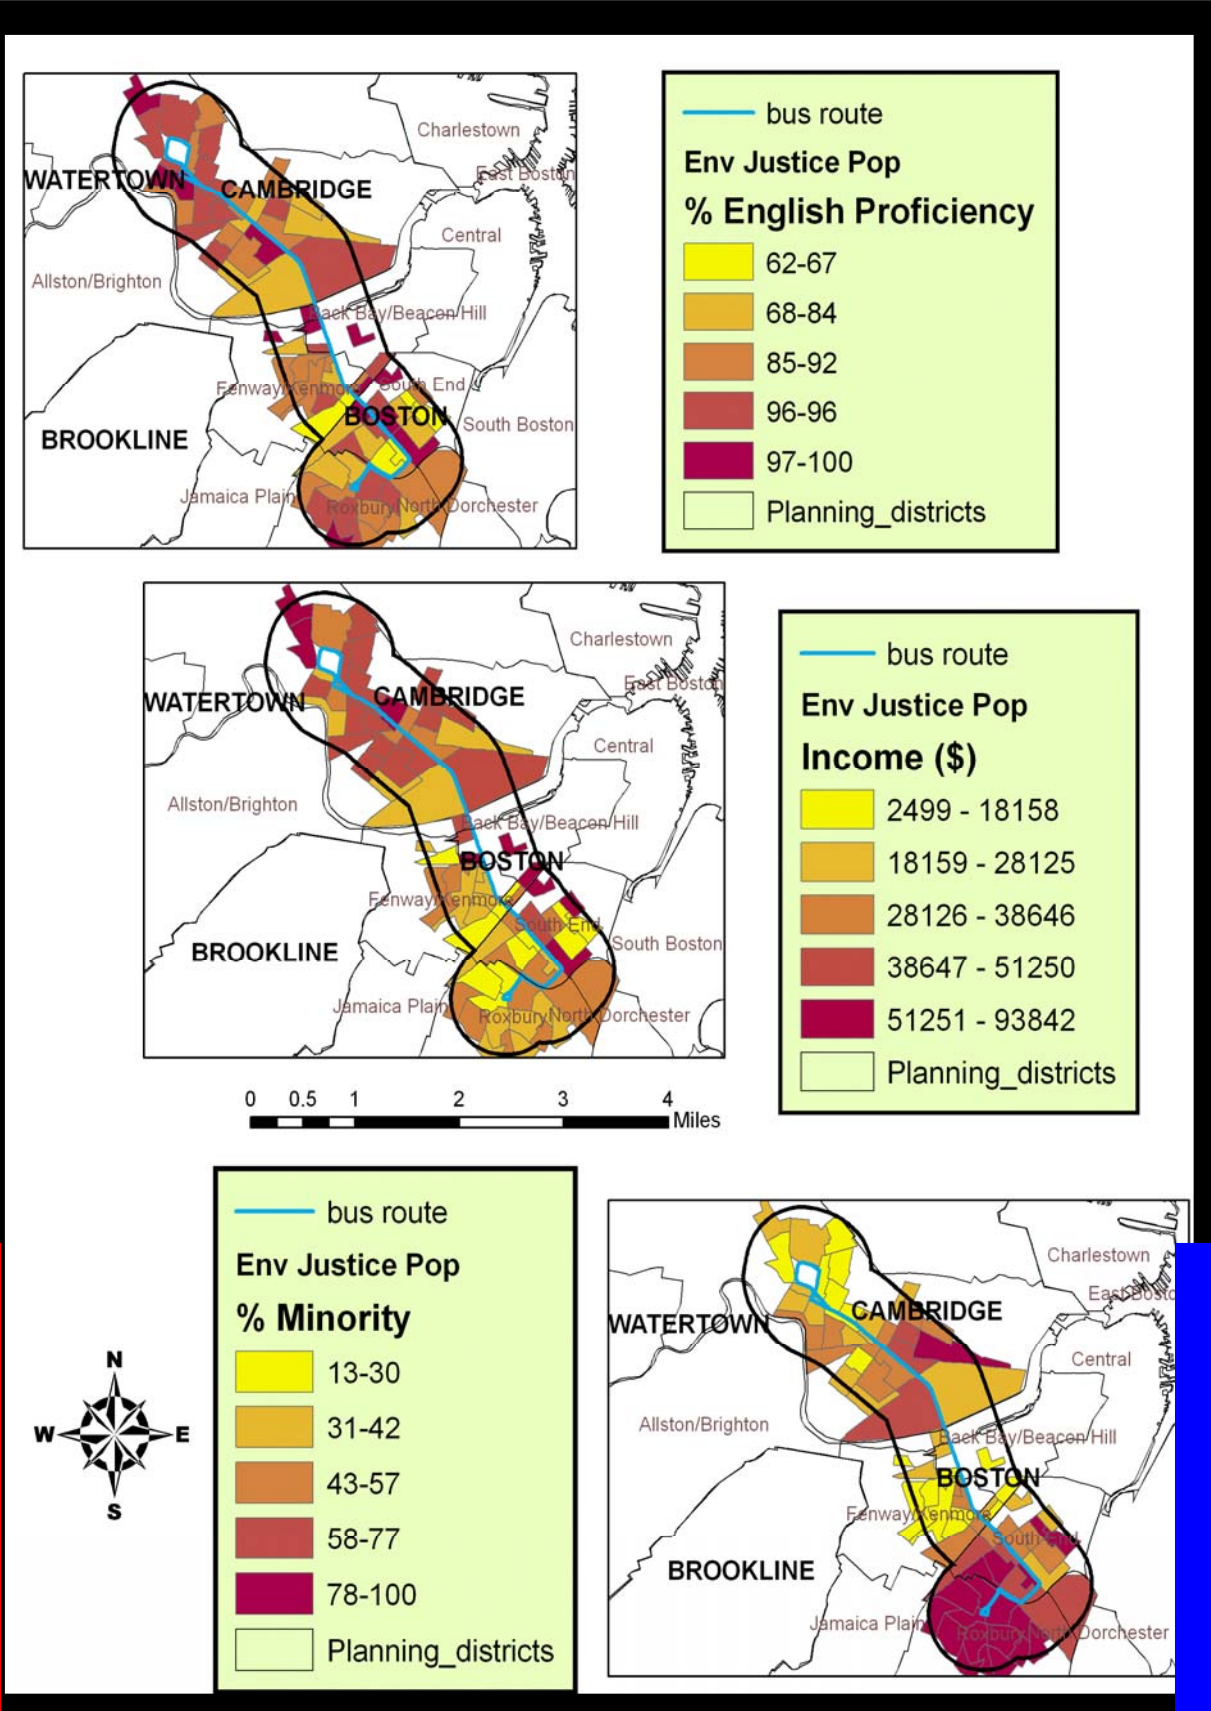 Charlestown
East Boston
WATERTOWN
CAMBRIDGE
Central
Allston/Brighton
Back Bay/Beacon Hill
Fenway/Kenmore
South End
BOSTON
South Boston
BROOKLINE
Jamaica Plain
Roxbury
North Dorchester
bus route
Env Justice Pop
% English Proficiency
62-67
68-84
85-92
96-96
97-100
Planning_districts
Charlestown
East Boston
WATERTOWN
CAMBRIDGE
Central
Allston/Brighton
Back Bay/Beacon Hill
BOSTON
Fenway/Kenmore
South End
South Boston
BROOKLINE
Jamaica Plain
Roxbury
North Dorchester
bus route
Env Justice Pop
Income ($)
2499 - 18158
18159 - 28125
28126 - 38646
38647 - 51250
51251 - 93842
Planning_districts
0 0.5 1 2 3 4
Miles
bus route
Env Justice Pop
% Minority
13-30
31-42
43-57
58-77
78-100
Planning_districts
N
W E
S
Charlestown
East Bosto
WATERTOWN
CAMBRIDGE
Central
Allston/Brighton
Back Bay/Beacon Hill
BOSTON
Fenway/Kenmore
South End
BROOKLINE
Jamaica Plain
Roxbury
North Dorchester